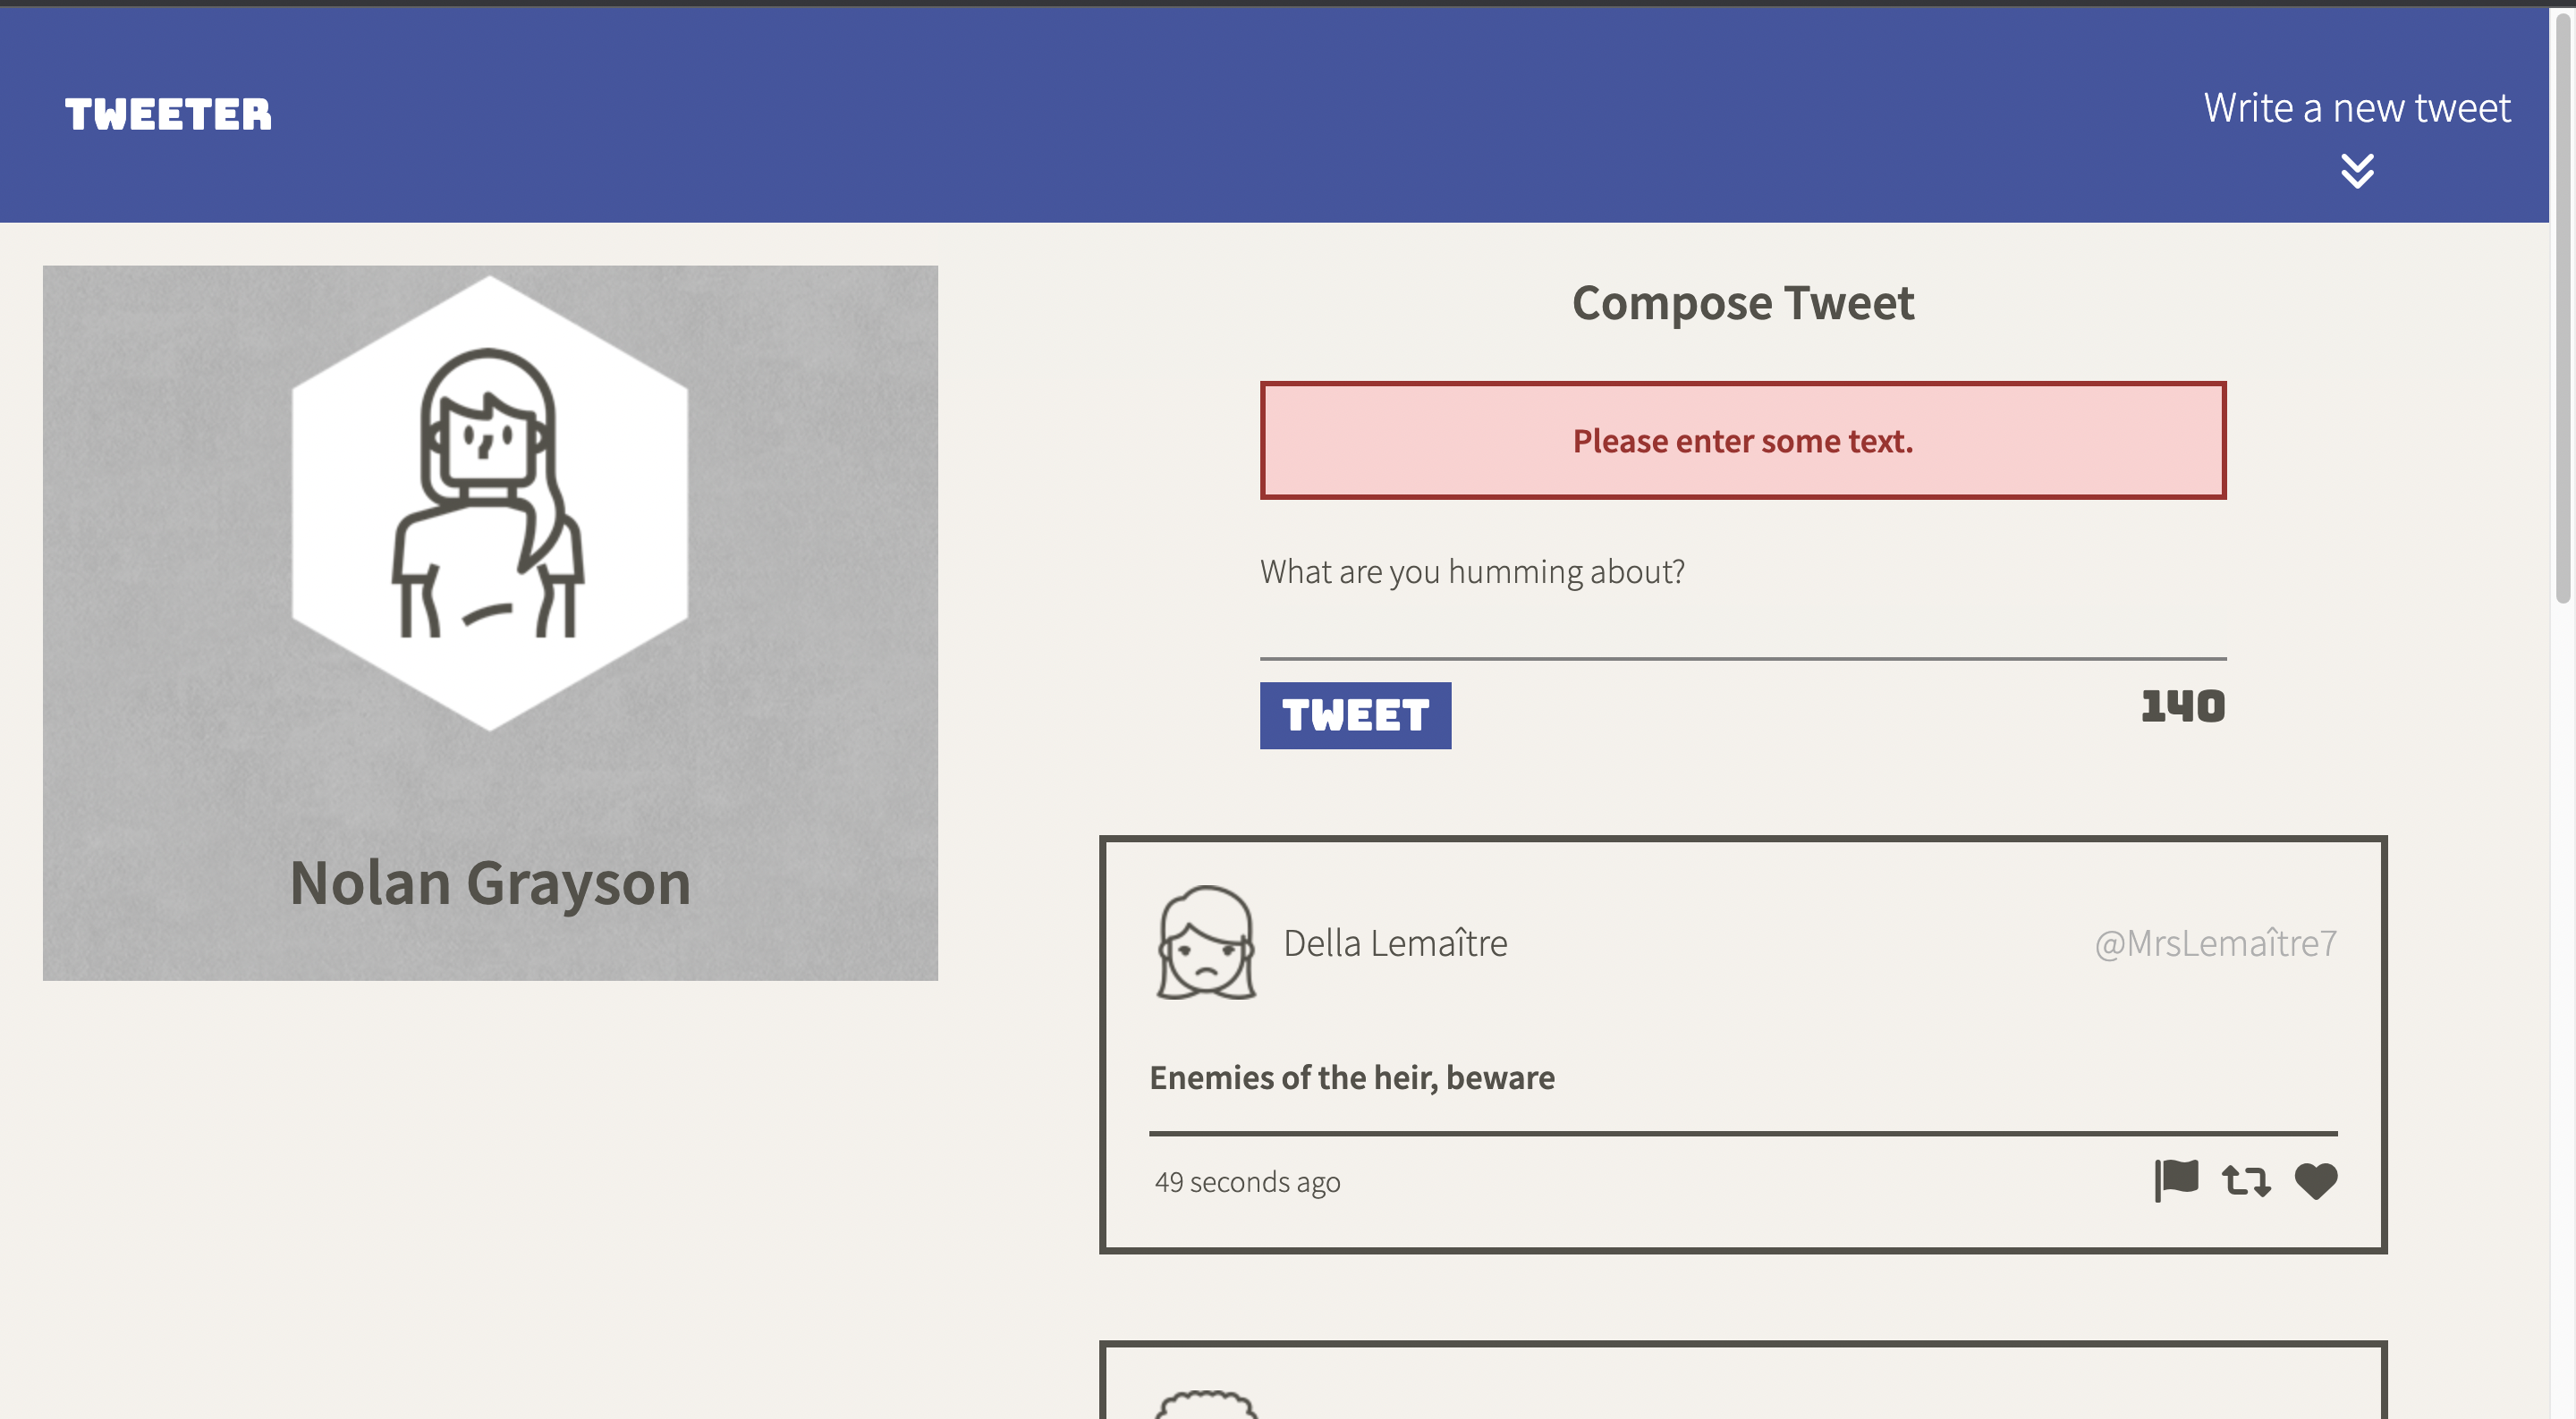 TWEETER
Write a new tweet
Nolan Grayson
Compose Tweet
Please enter some text.
What are you humming about?
TWEET
140
Della Lemaître
@MrsLemaître7
Enemies of the heir, beware
49 seconds ago